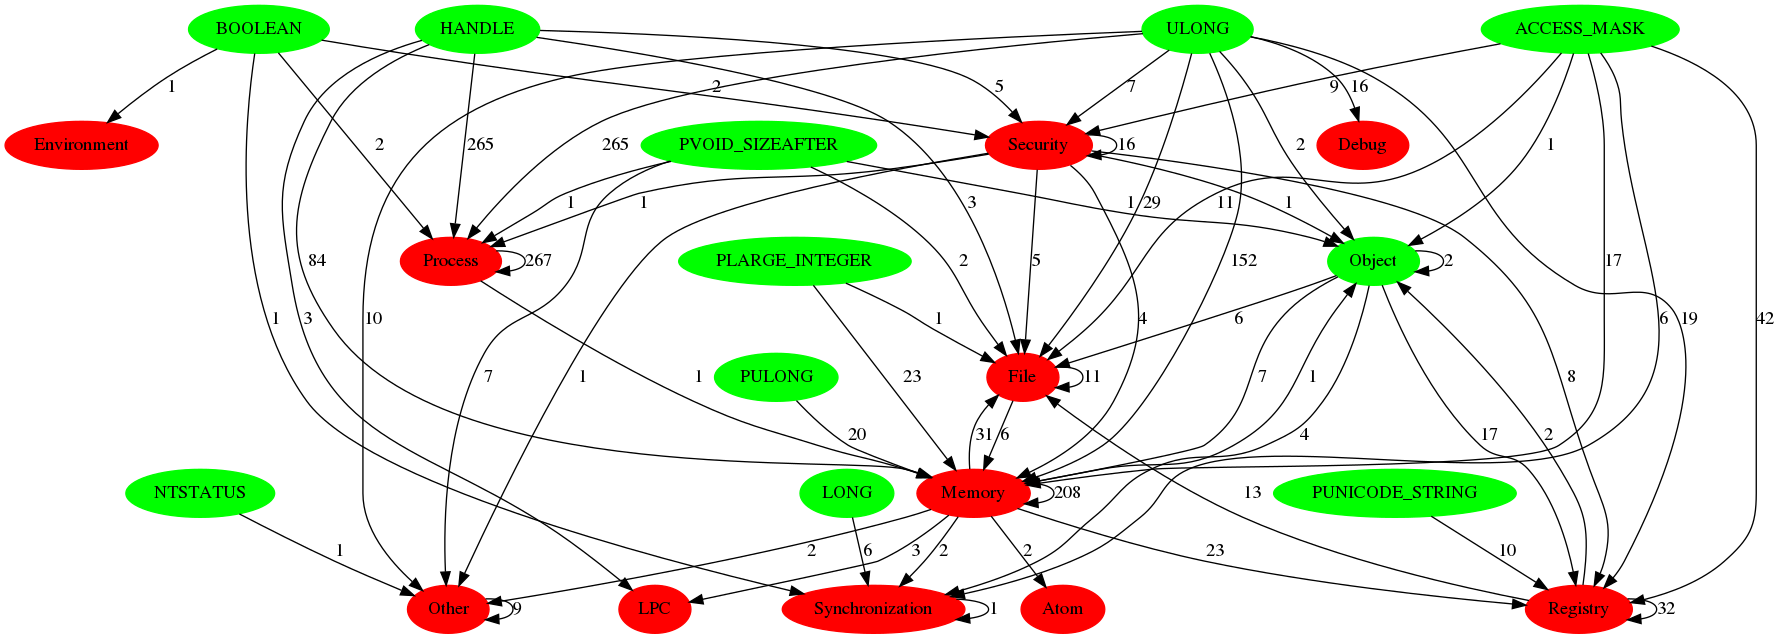 BOOLEAN
HANDLE
ULONG
ACCESS_MASK
1
2
5
7
9
16
Environment
2
265
265
PVOID_SIZEAFTER
Security
16
2
Debug
1
1
1
3
1
29
11
1
Process
267
84
PLARGE_INTEGER
2
5
Object
2
17
1
3
10
1
4
152
6
6
19
42
7
1
1
PULONG
23
File
11
7
1
8
20
31
6
4
17
2
NTSTATUS
LONG
Memory
208
13
PUNICODE_STRING
1
2
6
3
2
2
23
10
Other
9
LPC
Synchronization
1
Atom
Registry
32